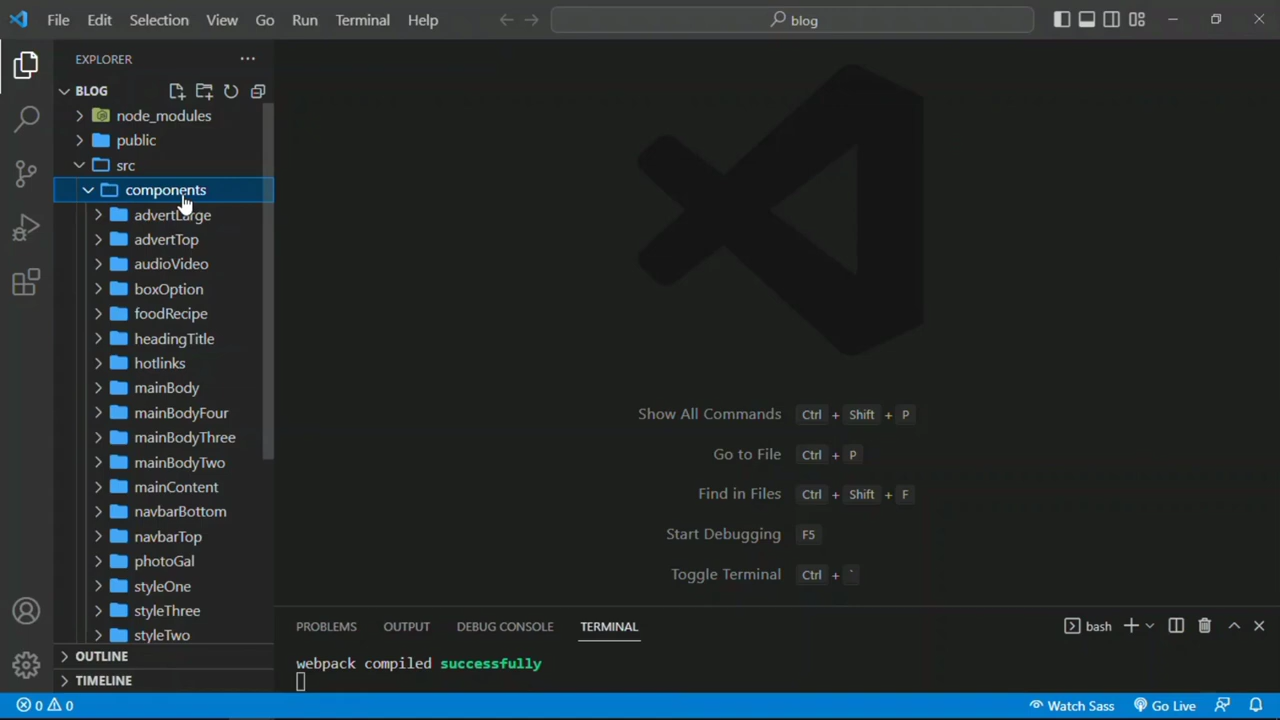 File Edit Selection View Go Run Terminal Help
blog
EXPLORER
BLOG
node_modules
public
src
components
advertLarge
advertTop
audioVideo
boxOption
foodRecipe
headingTitle
hotlinks
mainBody
mainBodyFour
mainBodyThree
mainBodyTwo
mainContent
navbarBottom
navbarTop
photoGal
styleOne
styleThree
styleTwo
OUTLINE
TIMELINE
Show All Commands Ctrl + Shift + P
Go to File Ctrl + P
Find in Files Ctrl + Shift + F
Start Debugging F5
Toggle Terminal Ctrl + `
PROBLEMS OUTPUT DEBUG CONSOLE TERMINAL
bash
webpack compiled successfully
0 0
Watch Sass Go Live